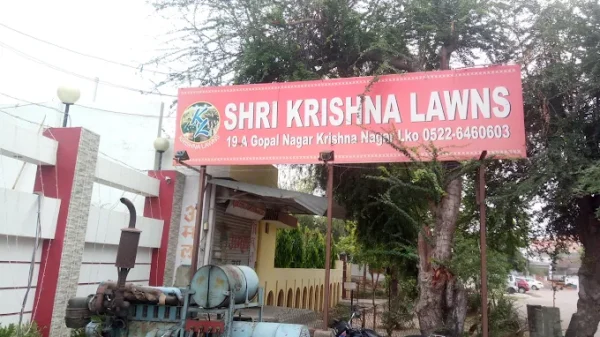 SHRI KRISHNA LAWNS
19-A Gopal Nagar Krishna Nagar Lko 0522-6460603